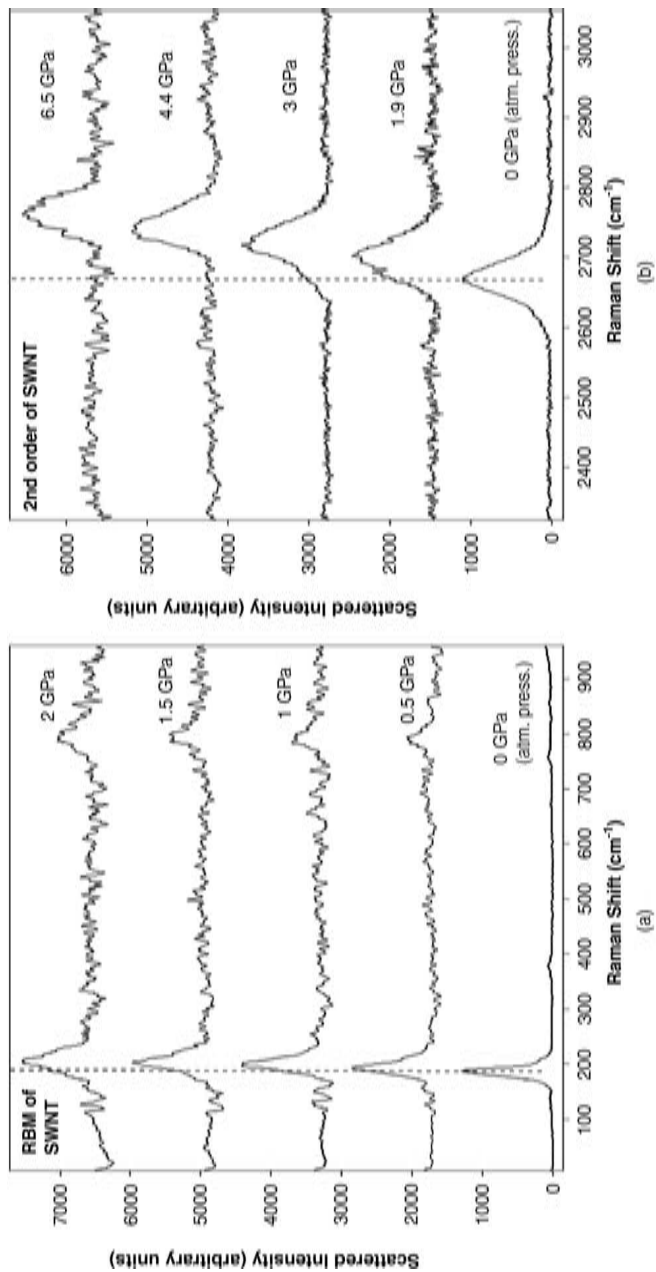 Scattered Intensity (arbitrary units)
7000
6000
5000
4000
3000
2000
1000
0
RBM of
SWNT
2 GPa
1.5 GPa
1 GPa
0.5 GPa
0 GPa
(atm. press.)
100
200
300
400
500
600
700
800
900
Raman Shift (cm⁻¹)
(a)
Scattered Intensity (arbitrary units)
6000
5000
4000
3000
2000
1000
0
2nd order of SWNT
6.5 GPa
4.4 GPa
3 GPa
1.9 GPa
0 GPa (atm. press.)
2400
2500
2600
2700
2800
2900
3000
Raman Shift (cm⁻¹)
(b)